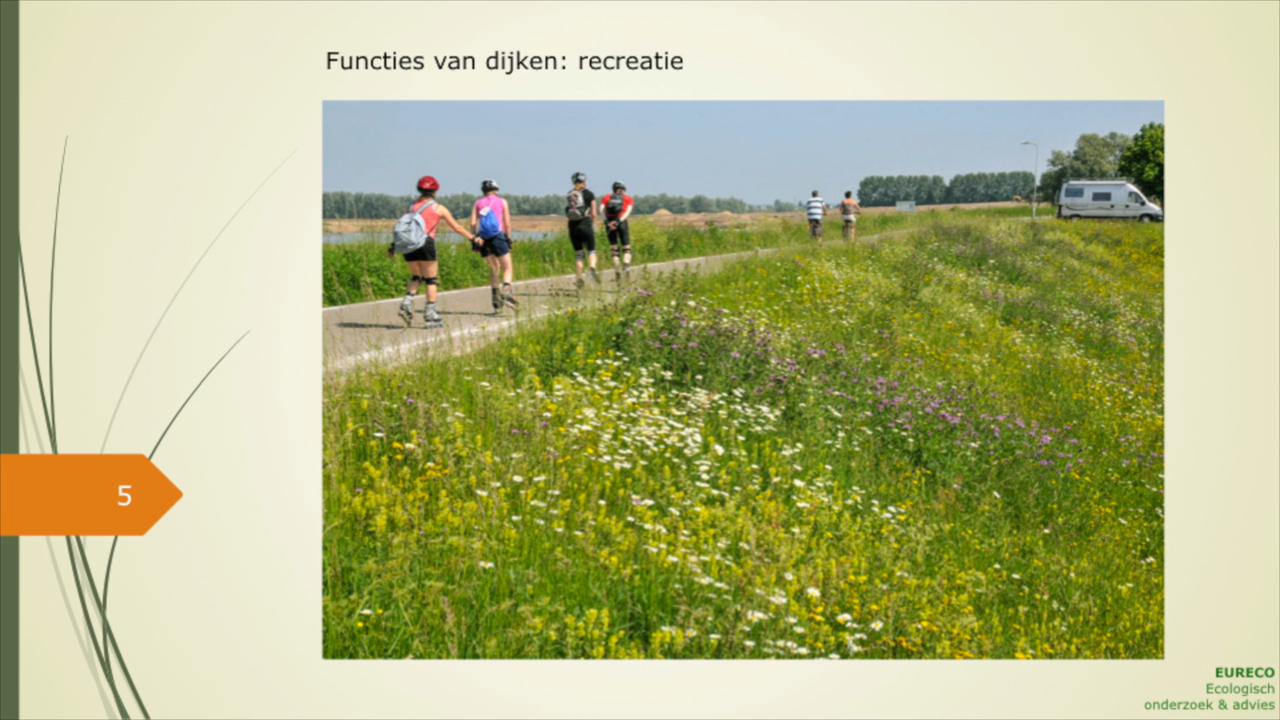 Functies van dijken: recreatie
5
EURECO
Ecologisch
onderzoek & advies